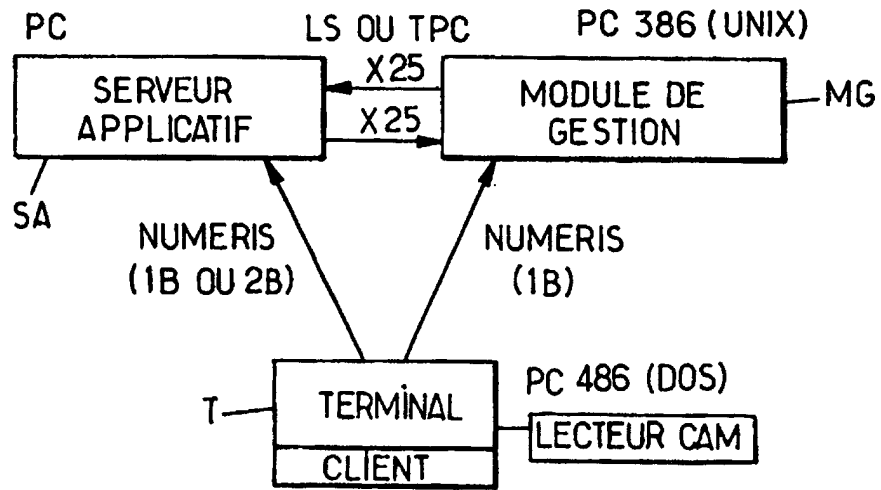 PC
LS OU TPC
PC 386 (UNIX)
SERVEUR
APPLICATIF
X25
X25
MODULE DE
GESTION
MG
SA
NUMERIS
(1B OU 2B)
NUMERIS
(1B)
T
TERMINAL
CLIENT
PC 486 (DOS)
LECTEUR CAM